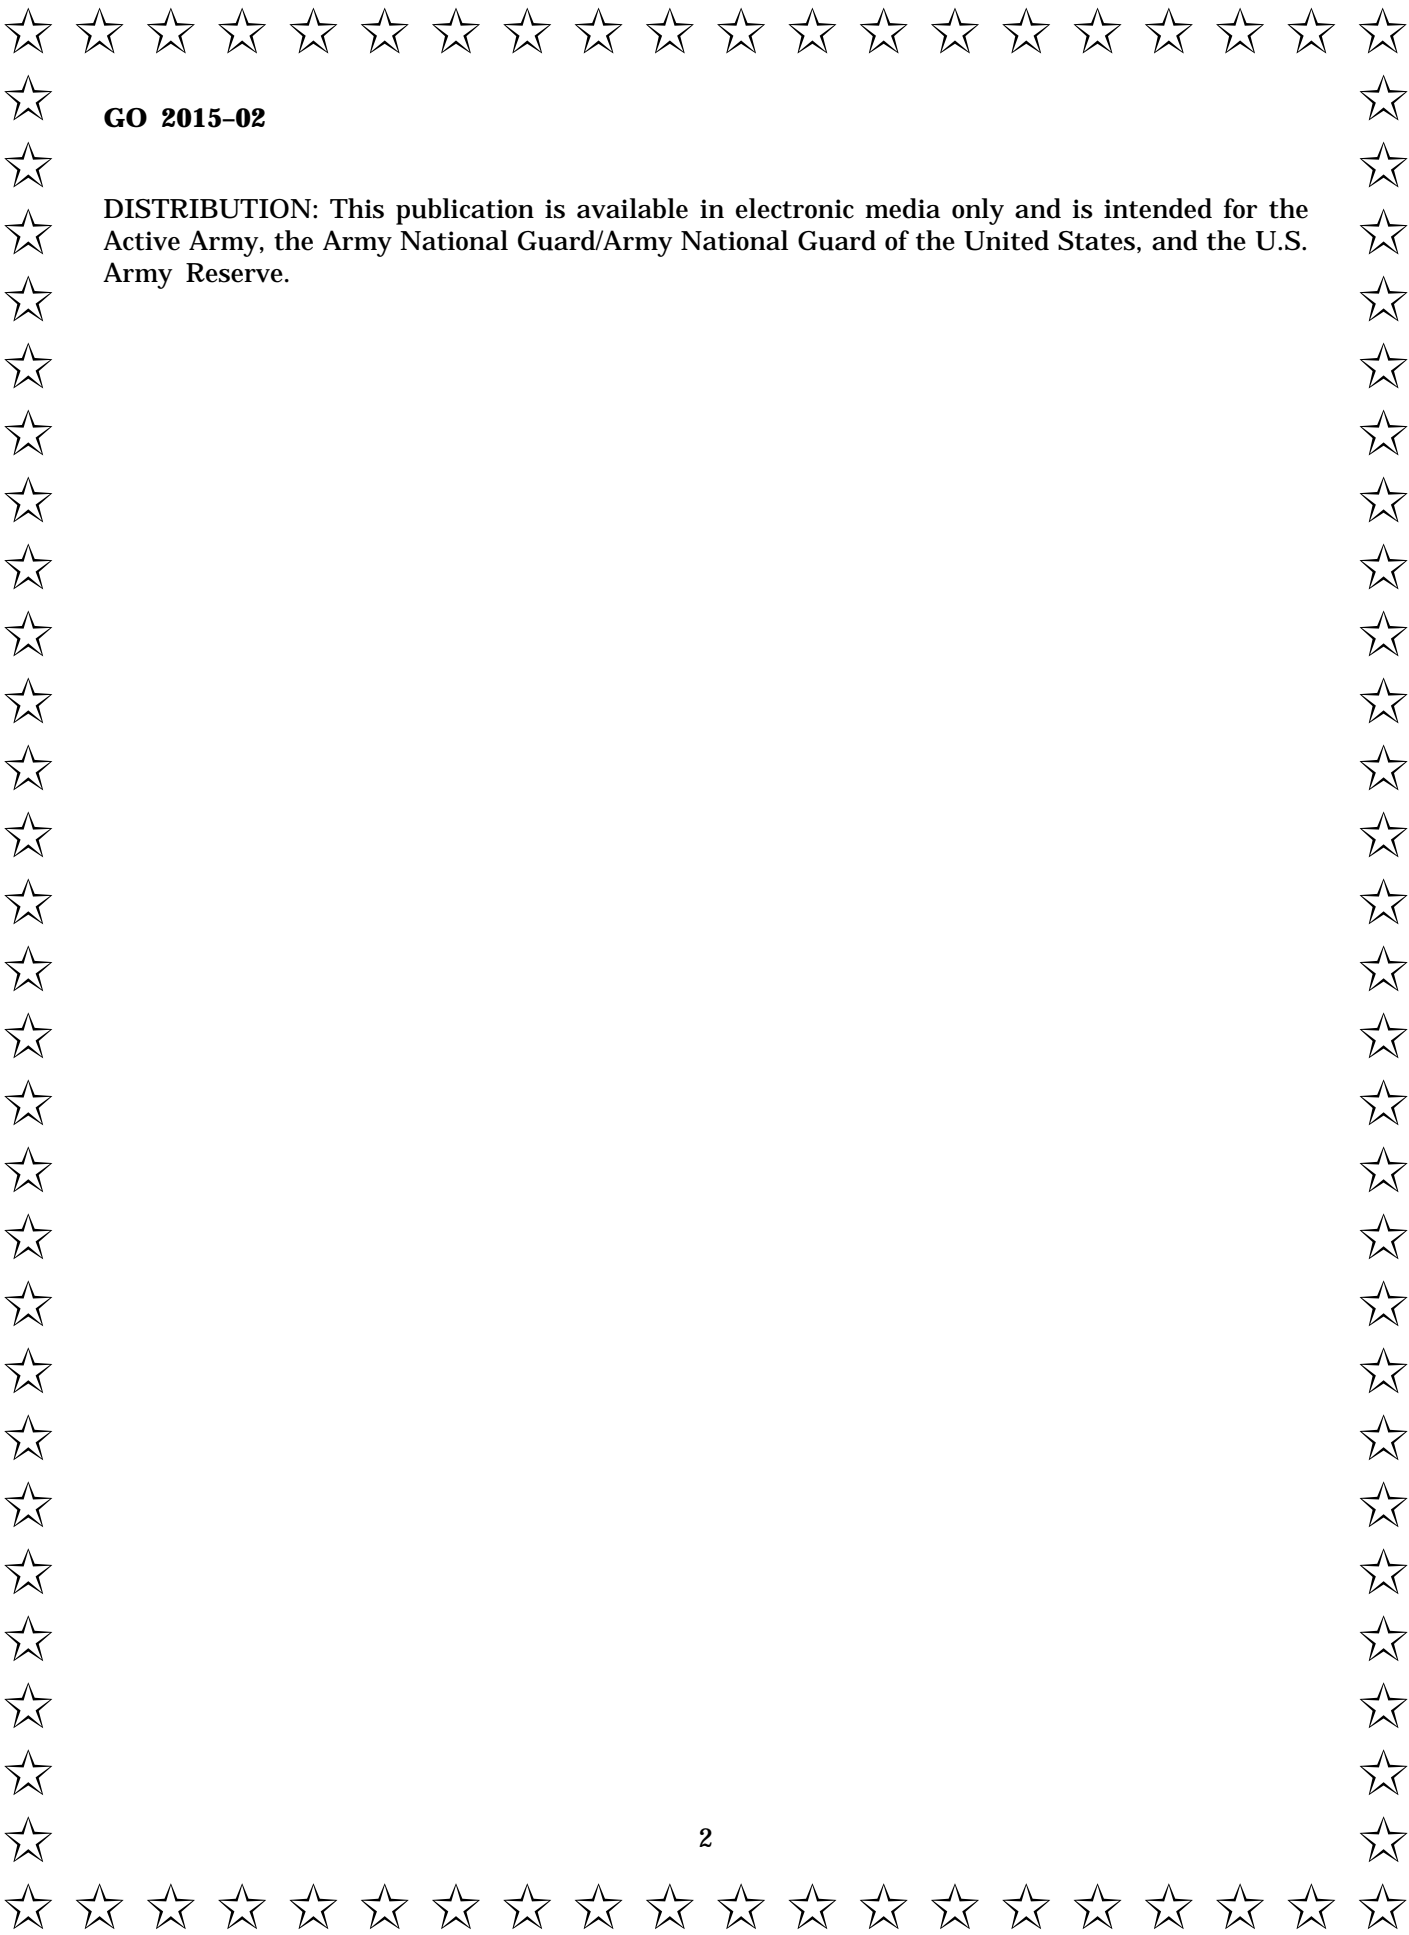 GO 2015–02
DISTRIBUTION: This publication is available in electronic media only and is intended for the
Active Army, the Army National Guard/Army National Guard of the United States, and the U.S.
Army Reserve.
2